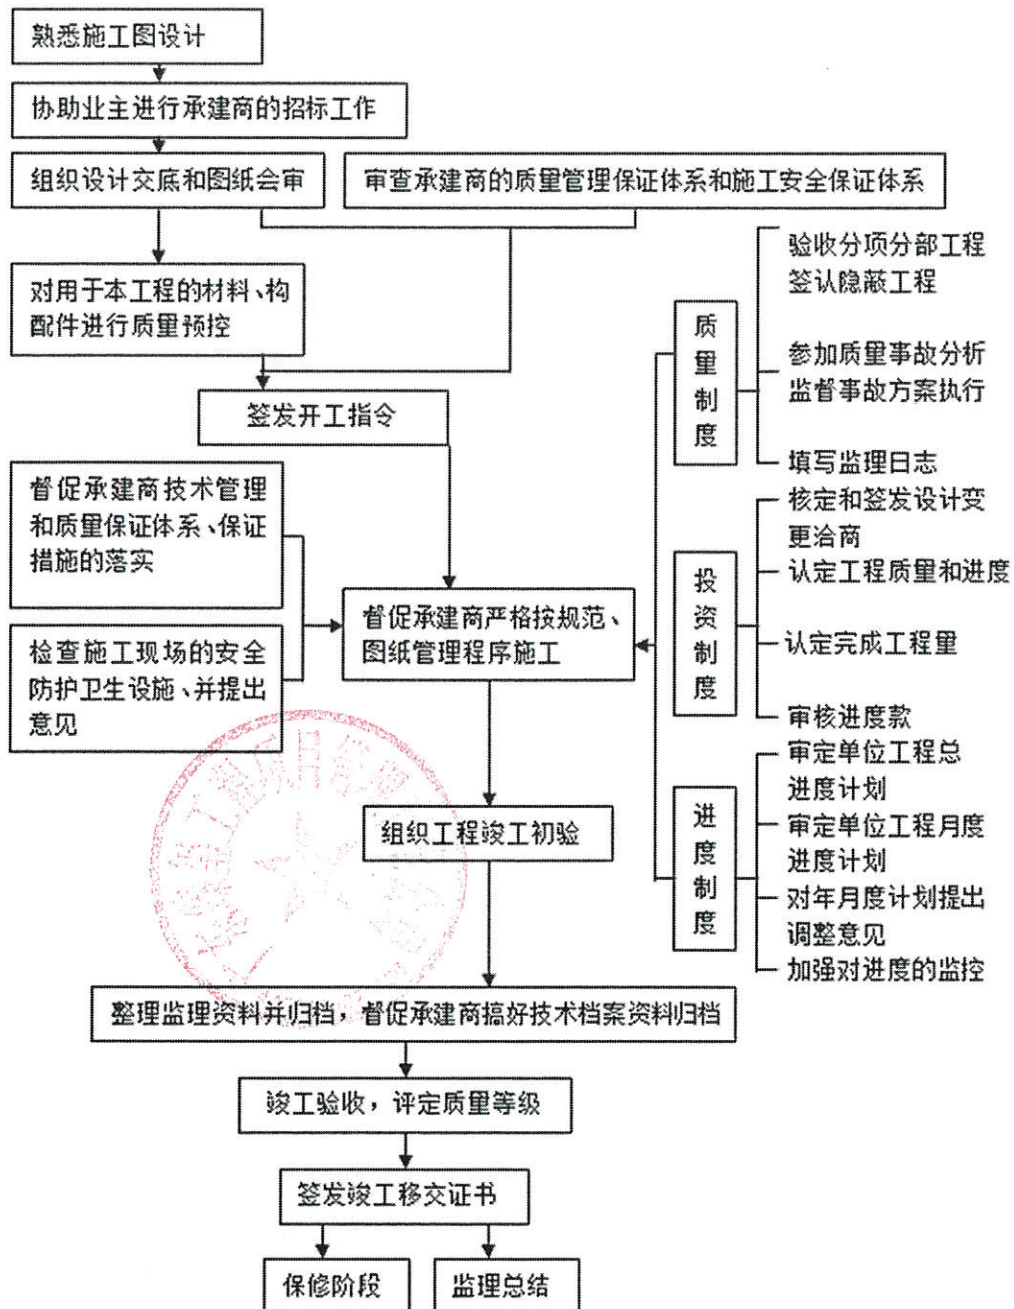 熟悉施工图设计
协助业主进行承建商的招标工作
组织设计交底和图纸会审
审查承建商的质量管理保证体系和施工安全保证体系
对用于本工程的材料、构
配件进行质量预控
签发开工指令
督促承建商技术管理
和质量保证体系、保证
措施的落实
检查施工现场的安全
防护卫生设施、并提出
意见
督促承建商严格按规范、
图纸管理程序施工
质量制度
验收分项分部工程
签认隐蔽工程
参加质量事故分析
监督事故方案执行
填写监理日志
投资制度
核定和签发设计变
更洽商
认定工程质量和进度
认定完成工程量
审核进度款
进度制度
审定单位工程总
进度计划
审定单位工程月度
进度计划
对年月度计划提出
调整意见
加强对进度的监控
组织工程竣工初验
整理监理资料并归档，督促承建商搞好技术档案资料归档
竣工验收，评定质量等级
签发竣工移交证书
保修阶段
监理总结